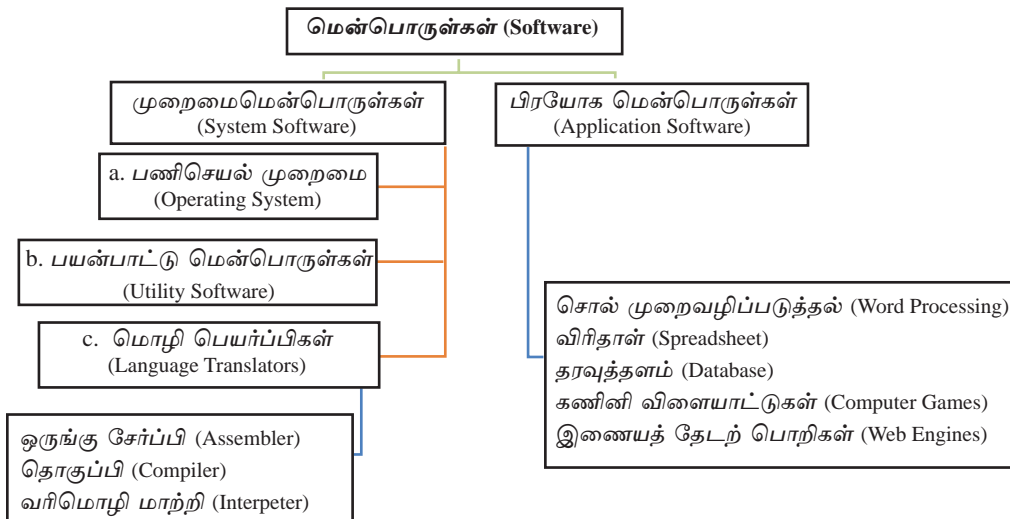 மென்பொருள்கள் (Software)
முறைமைமென்பொருள்கள்
(System Software)
பிரயோக மென்பொருள்கள்
(Application Software)
a. பணிசெயல் முறைமை
(Operating System)
b. பயன்பாட்டு மென்பொருள்கள்
(Utility Software)
c. மொழி பெயர்ப்பிகள்
(Language Translators)
ஒருங்கு சேர்ப்பி (Assembler)
தொகுப்பி (Compiler)
வரிமொழி மாற்றி (Interpeter)
சொல் முறைவழிப்படுத்தல் (Word Processing)
விரிதாள் (Spreadsheet)
தரவுத்தளம் (Database)
கணினி விளையாட்டுகள் (Computer Games)
இணையத் தேடற் பொறிகள் (Web Engines)